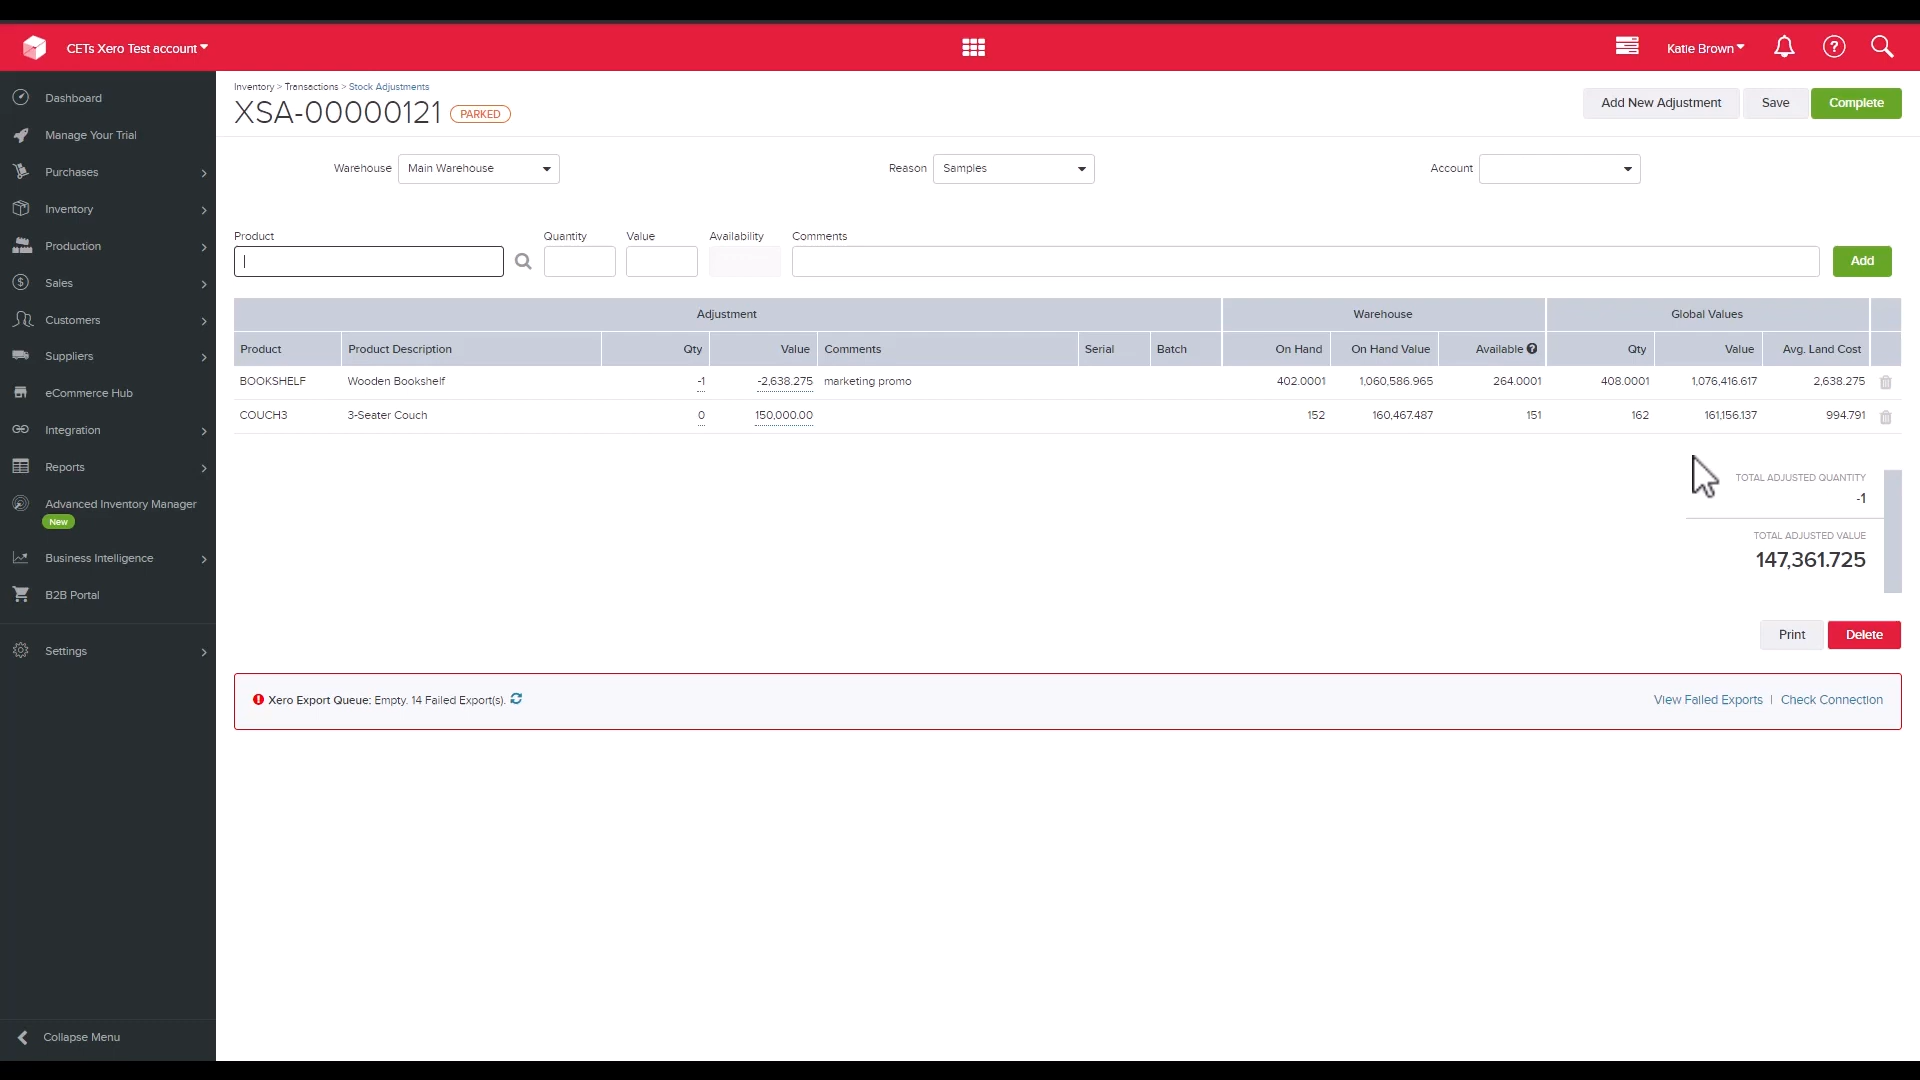 CETs Xero Test account
Katie Brown
Dashboard
Manage Your Trial
Purchases
Inventory
Production
Sales
Customers
Suppliers
eCommerce Hub
Integration
Reports
Advanced Inventory Manager
New
Business Intelligence
B2B Portal
Settings
Collapse Menu
Inventory > Transactions > Stock Adjustments
XSA-00000121 PARKED
Add New Adjustment Save Complete
Warehouse Main Warehouse Reason Samples Account
Product Quantity Value Availability Comments
Add
Adjustment Warehouse Global Values
Product Product Description Qty Value Comments Serial Batch On Hand On Hand Value Available Qty Value Avg. Land Cost
BOOKSHELF Wooden Bookshelf -1 -2,638.275 marketing promo 402.0001 1,060,586.965 264.0001 408.0001 1,076,416.617 2,638.275
COUCH3 3-Seater Couch 0 150,000.00 152 160,467.487 151 162 161,156.137 994.791
TOTAL ADJUSTED QUANTITY
-1
TOTAL ADJUSTED VALUE
147,361.725
Print Delete
Xero Export Queue: Empty. 14 Failed Export(s). View Failed Exports | Check Connection